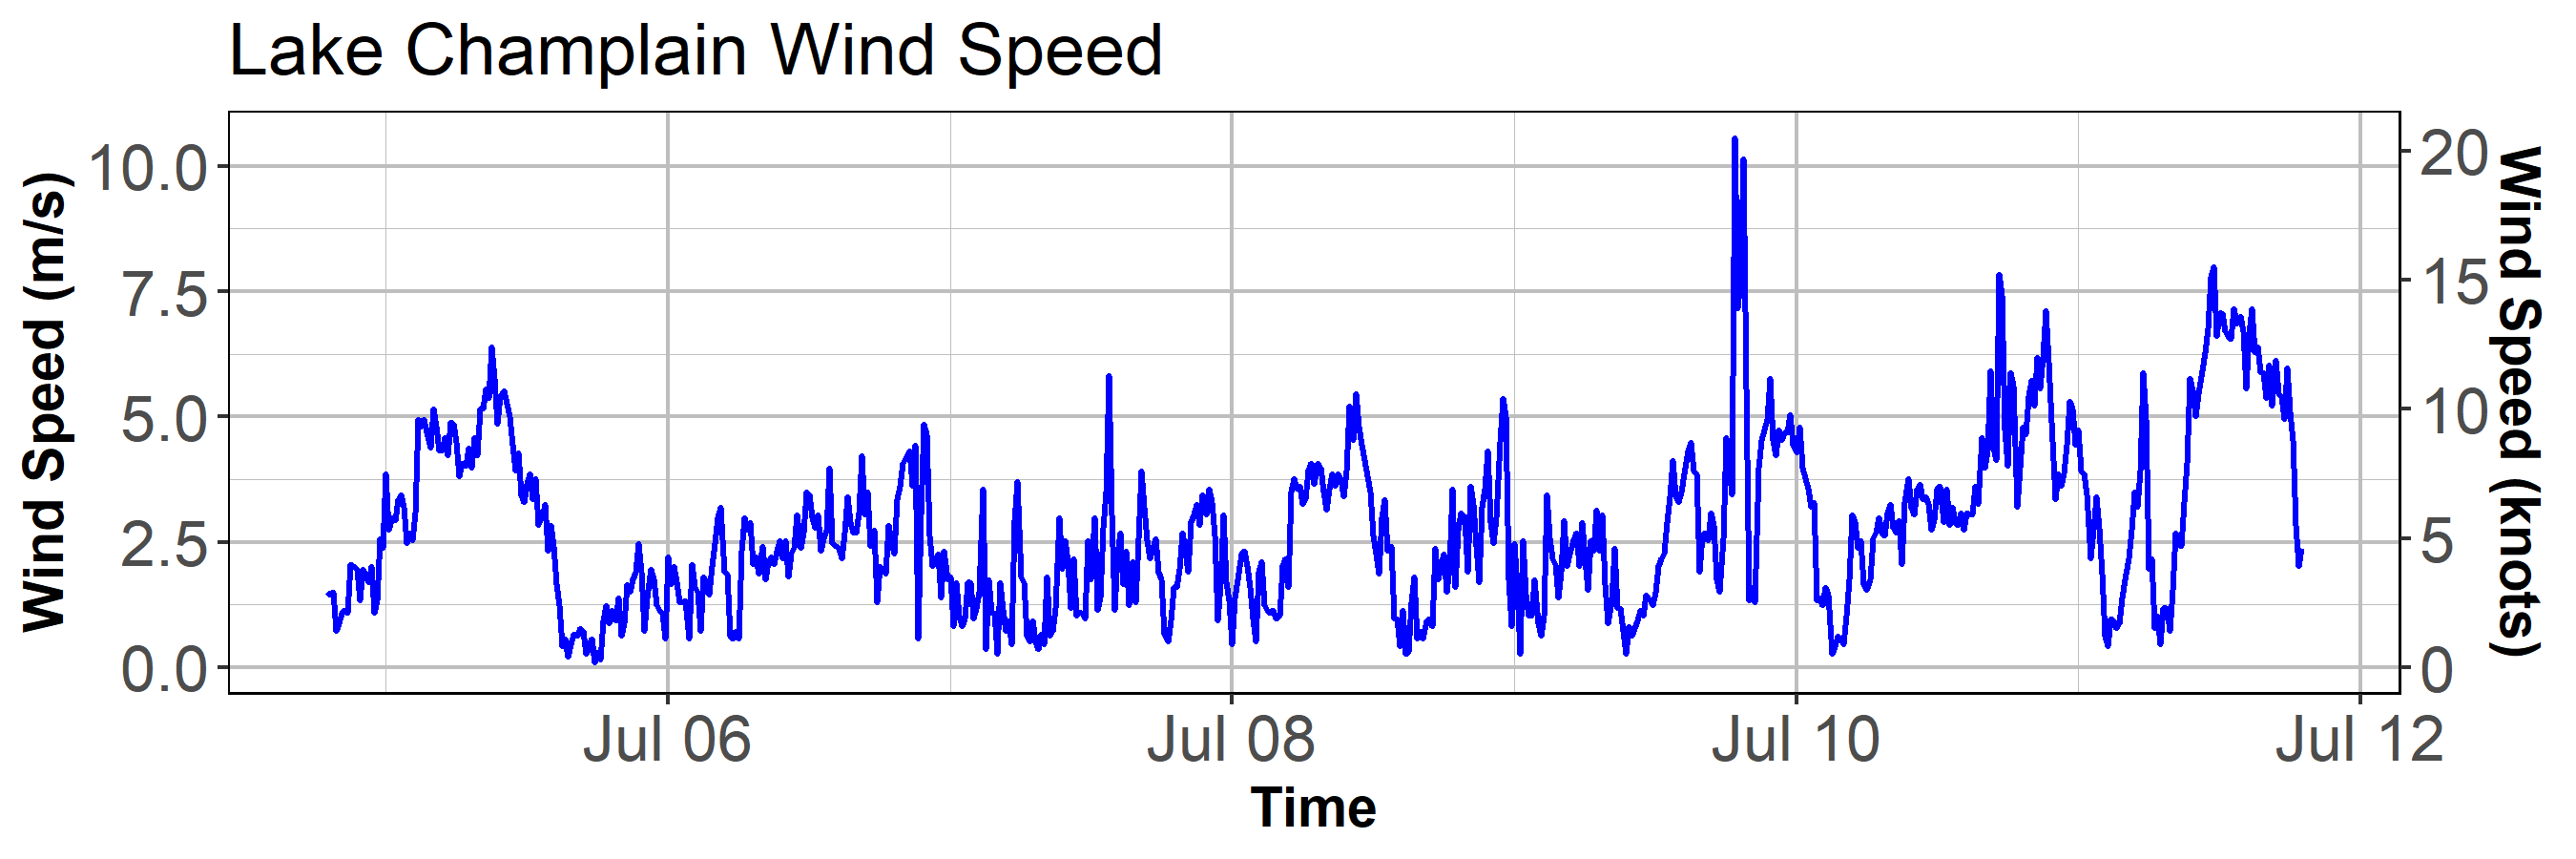 Lake Champlain Wind Speed
Wind Speed (m/s)
10.0
7.5
5.0
2.5
0.0
20
15
10
5
0
Wind Speed (knots)
Jul 06
Jul 08
Jul 10
Jul 12
Time